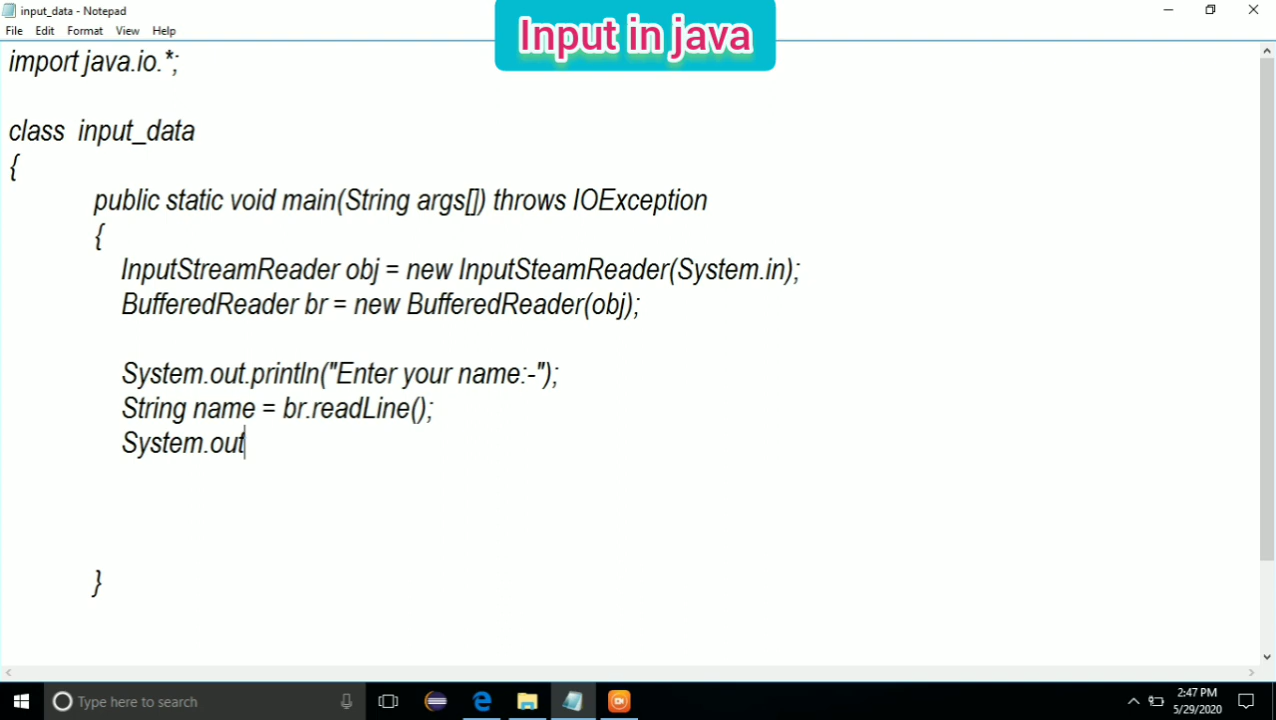 input_data - Notepad
Input in java
File Edit Format View Help
import java.io.*;
class input_data
{
public static void main(String args[]) throws IOException
{
InputStreamReader obj = new InputSteamReader(System.in);
BufferedReader br = new BufferedReader(obj);
System.out.println("Enter your name:-");
String name = br.readLine();
System.out
}
Type here to search
2:47 PM
5/29/2020